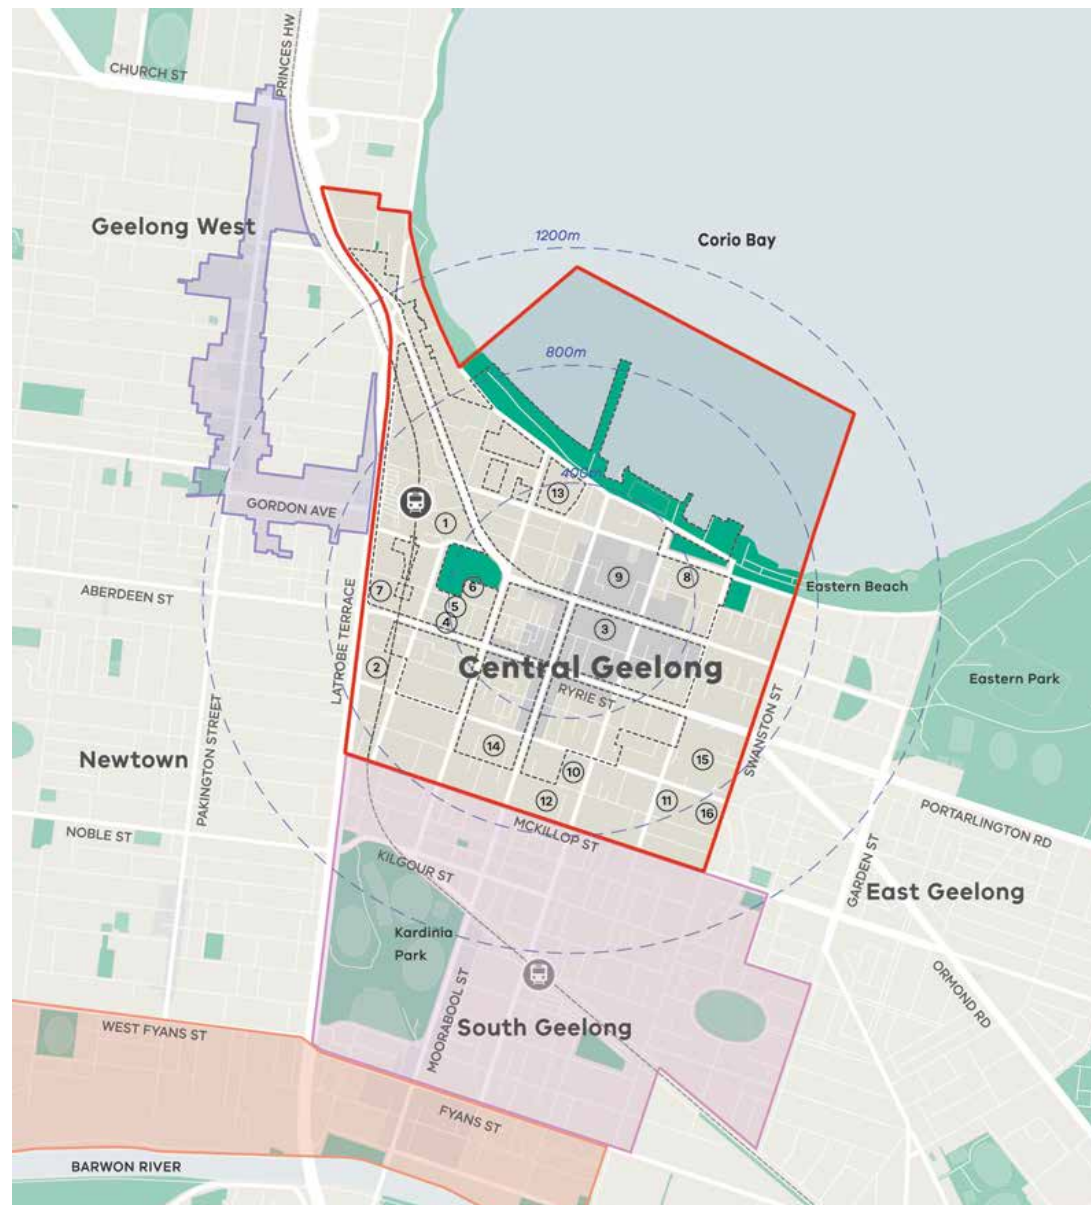 PRINCES HW
CHURCH ST
Geelong West
1200m
Corio Bay
800m
400m
13
GORDON AVE
1
9
8
6
7
5
4
3
Eastern Beach
ABERDEEN ST
LATROBE TERRACE
2
Central Geelong
RYRIE ST
Eastern Park
SWANSTON ST
Newtown
PAKINGTON STREET
14
15
10
12
11
16
MCKILLOP ST
NOBLE ST
KILGOUR ST
PORTARLINGTON RD
GARDEN ST
East Geelong
Kardinia
Park
MOORABOOL ST
ORMOND RD
South Geelong
WEST FYANS ST
FYANS ST
BARWON RIVER